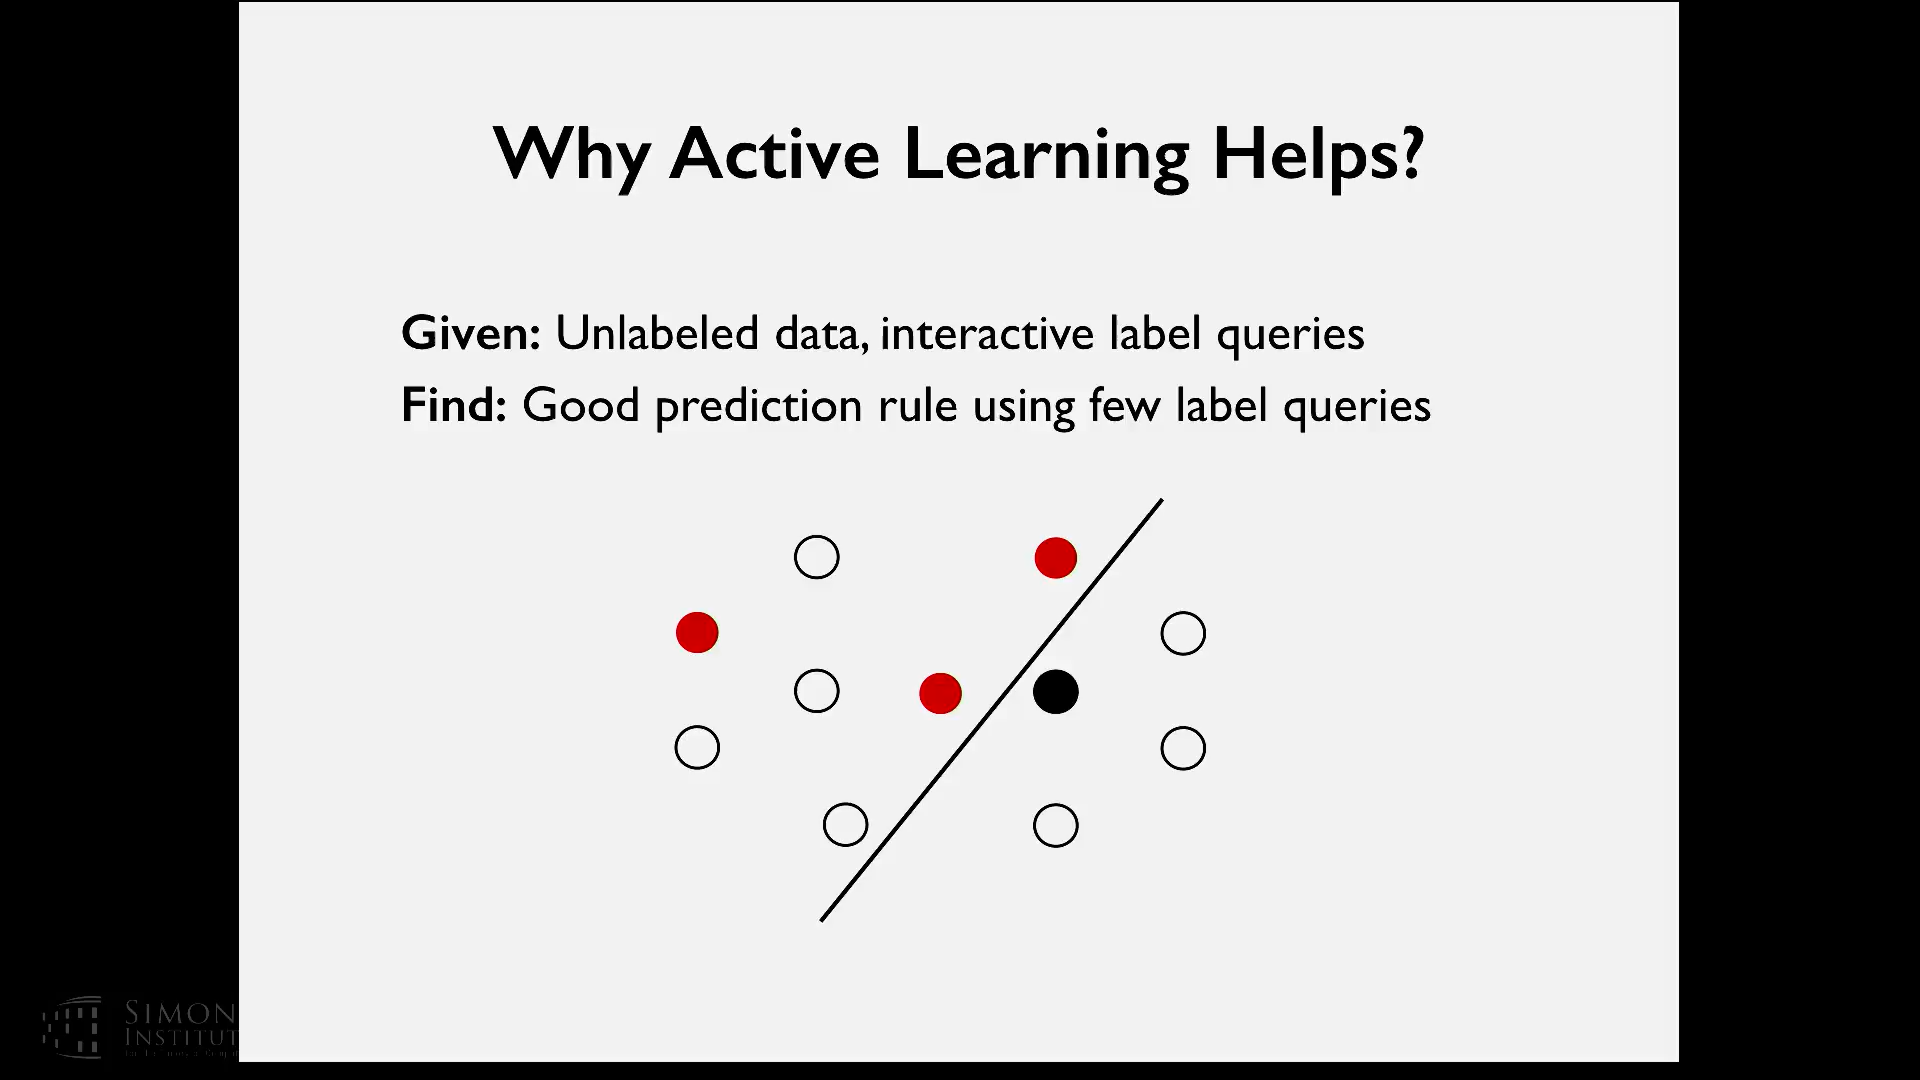 Why Active Learning Helps?
Given: Unlabeled data, interactive label queries
Find: Good prediction rule using few label queries
SIMON
INSTITUT